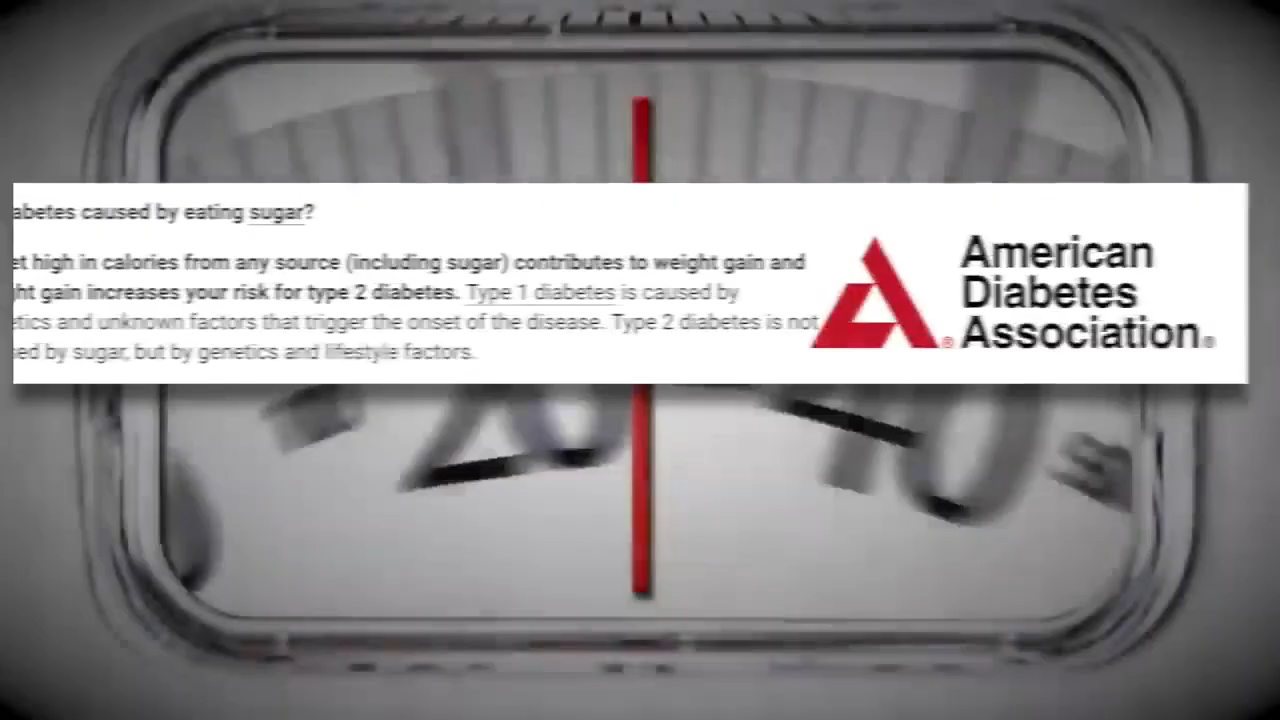 abetes caused by eating sugar?
et high in calories from any source (including sugar) contributes to weight gain and
ht gain increases your risk for type 2 diabetes. Type 1 diabetes is caused by
etics and unknown factors that trigger the onset of the disease. Type 2 diabetes is not
sed by sugar, but by genetics and lifestyle factors.
American
Diabetes
Association®
20
40